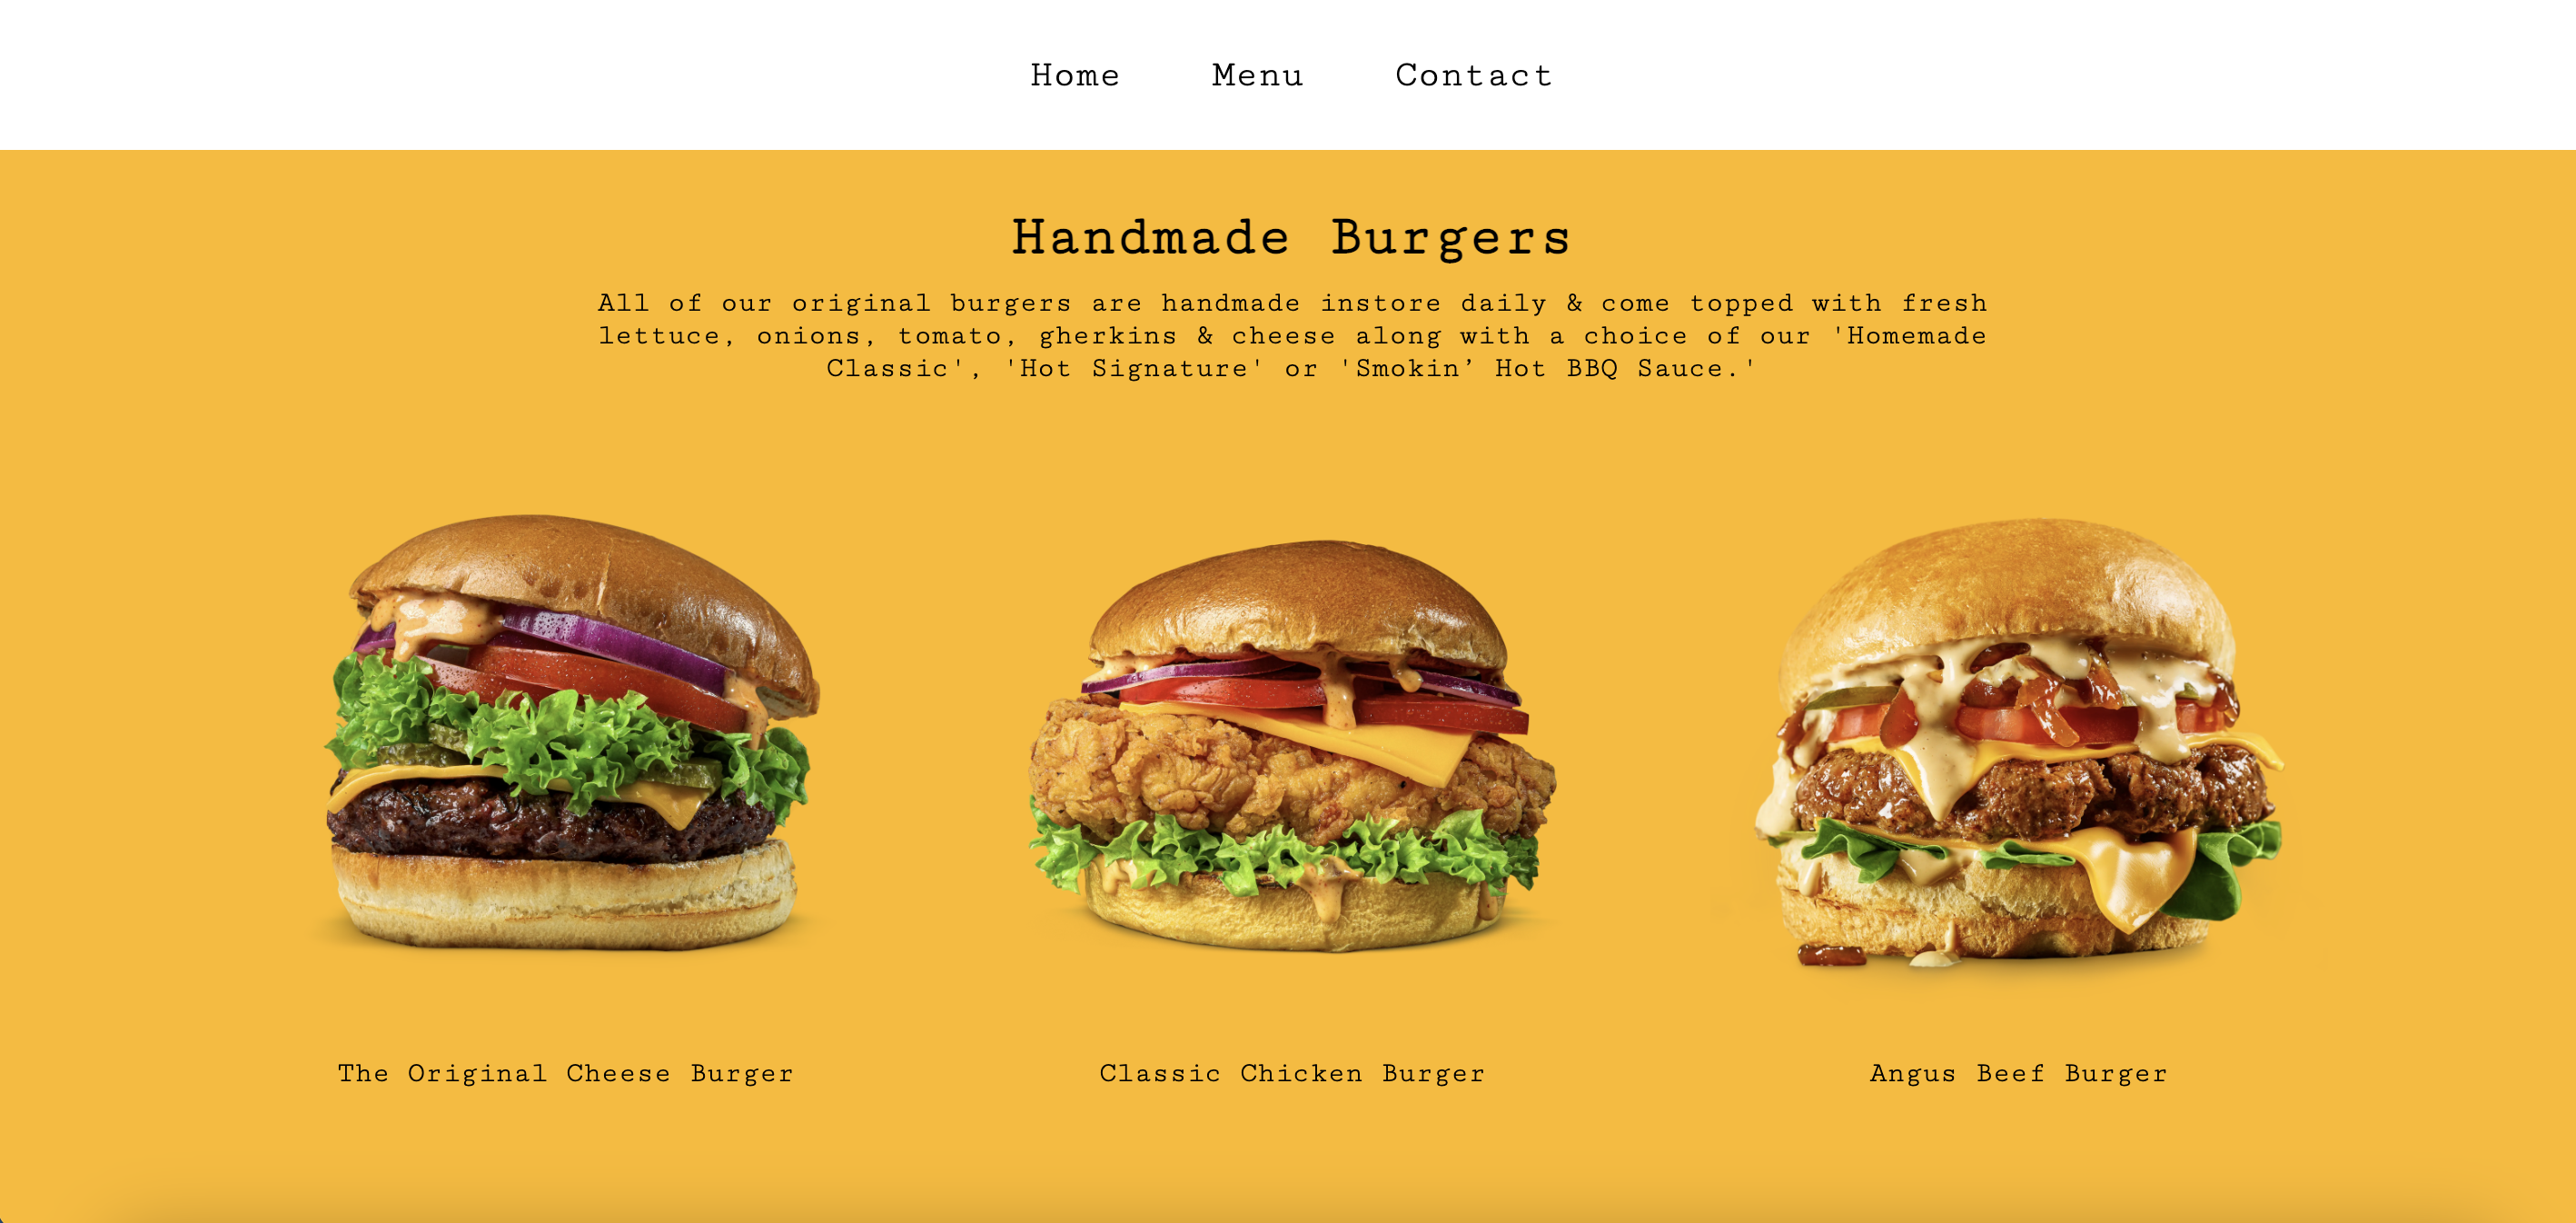 Home Menu Contact
Handmade Burgers
All of our original burgers are handmade instore daily & come topped with fresh
lettuce, onions, tomato, gherkins & cheese along with a choice of our 'Homemade
Classic', 'Hot Signature' or 'Smokin’ Hot BBQ Sauce.'
The Original Cheese Burger
Classic Chicken Burger
Angus Beef Burger